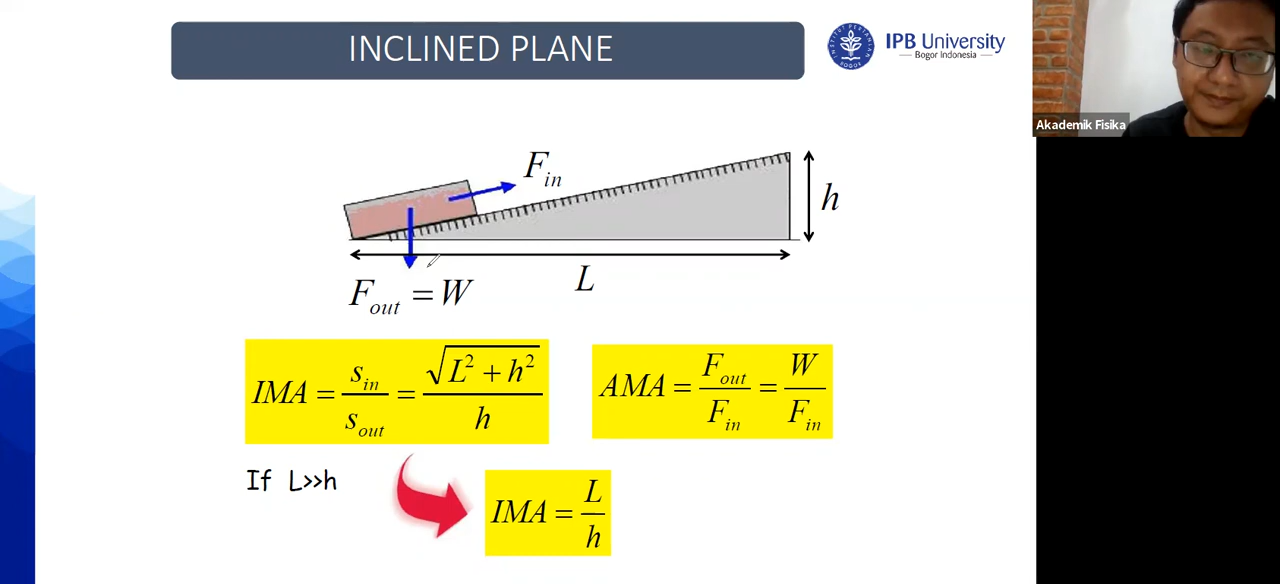 INCLINED PLANE
IPB University
Bogor Indonesia
Akademik Fisika
F_in
h
L
F_out = W
IMA = s_in / s_out = √(L² + h²) / h
AMA = F_out / F_in = W / F_in
If L>>h
IMA = L / h